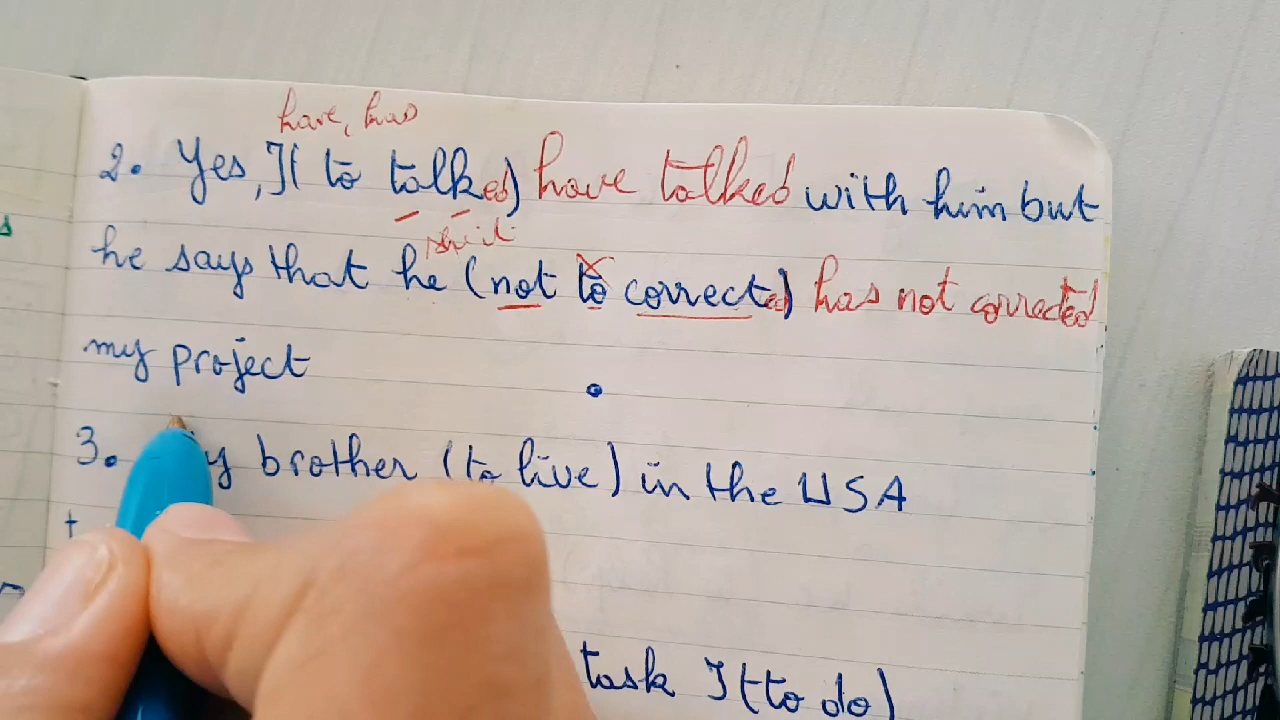 have, has
2. Yes, I ( to talked) have talked with him but
he says that he (not to corrected) has not corrected
my project
3. brother (to live) in the USA
t
task I (to do)